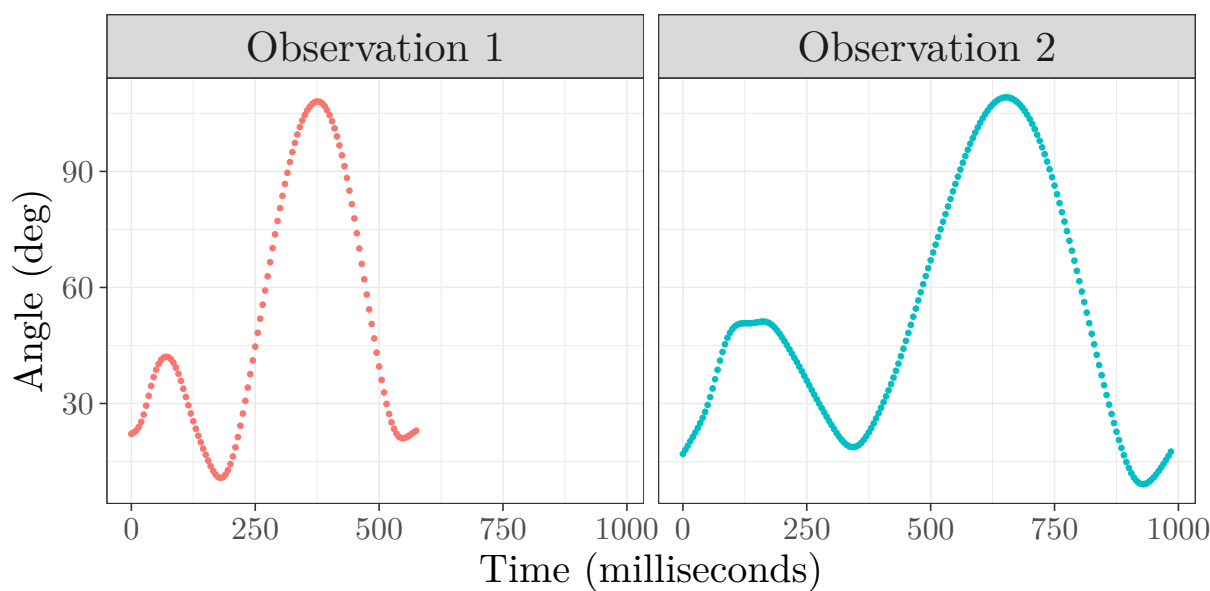 Observation 1
Observation 2
Angle (deg)
90
60
30
0 250 500 750 1000
0 250 500 750 1000
Time (milliseconds)